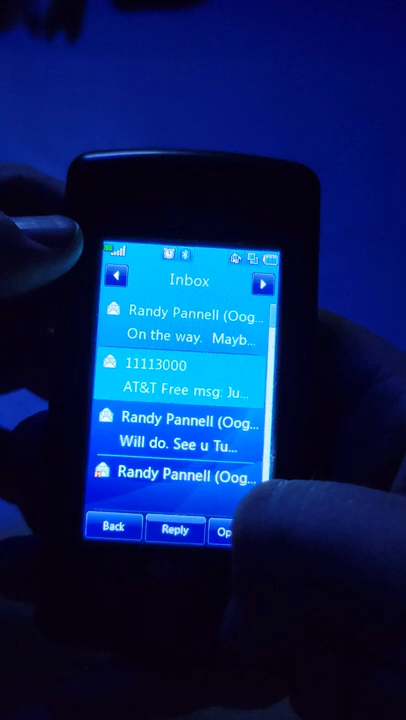 Inbox
Randy Pannell (Oog...
On the way. Mayb...
11113000
AT&T Free msg: Ju...
Randy Pannell (Oog...
Will do. See u Tu...
Randy Pannell (Oog...
Back
Reply
Op